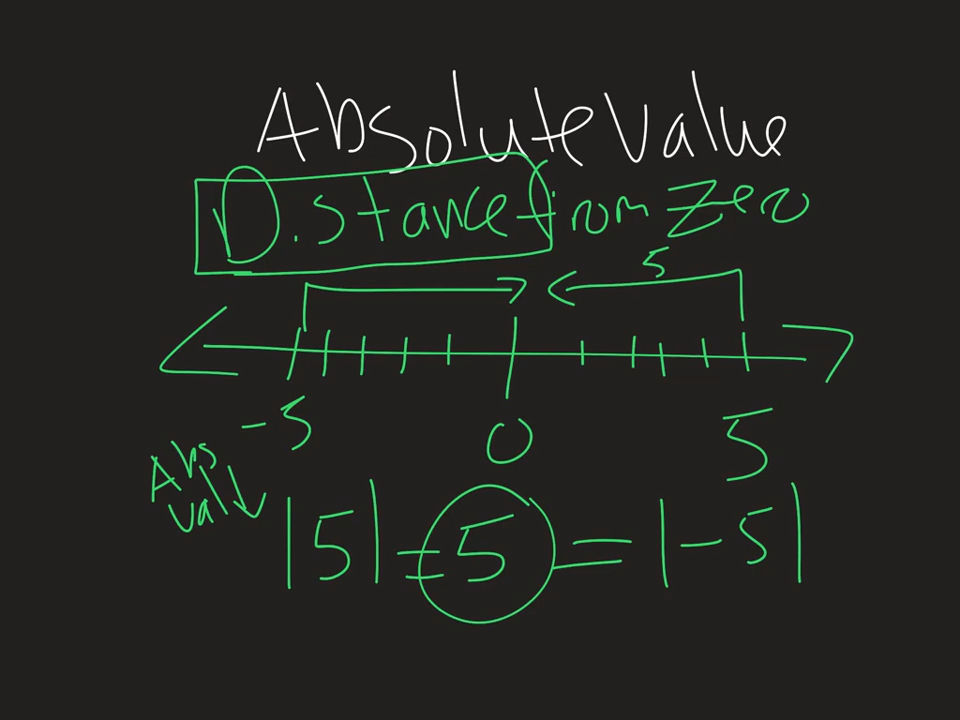 Absolute Value
Distance from Zero
5
-5 0 5
Abs
val
|5| = 5 = |-5|